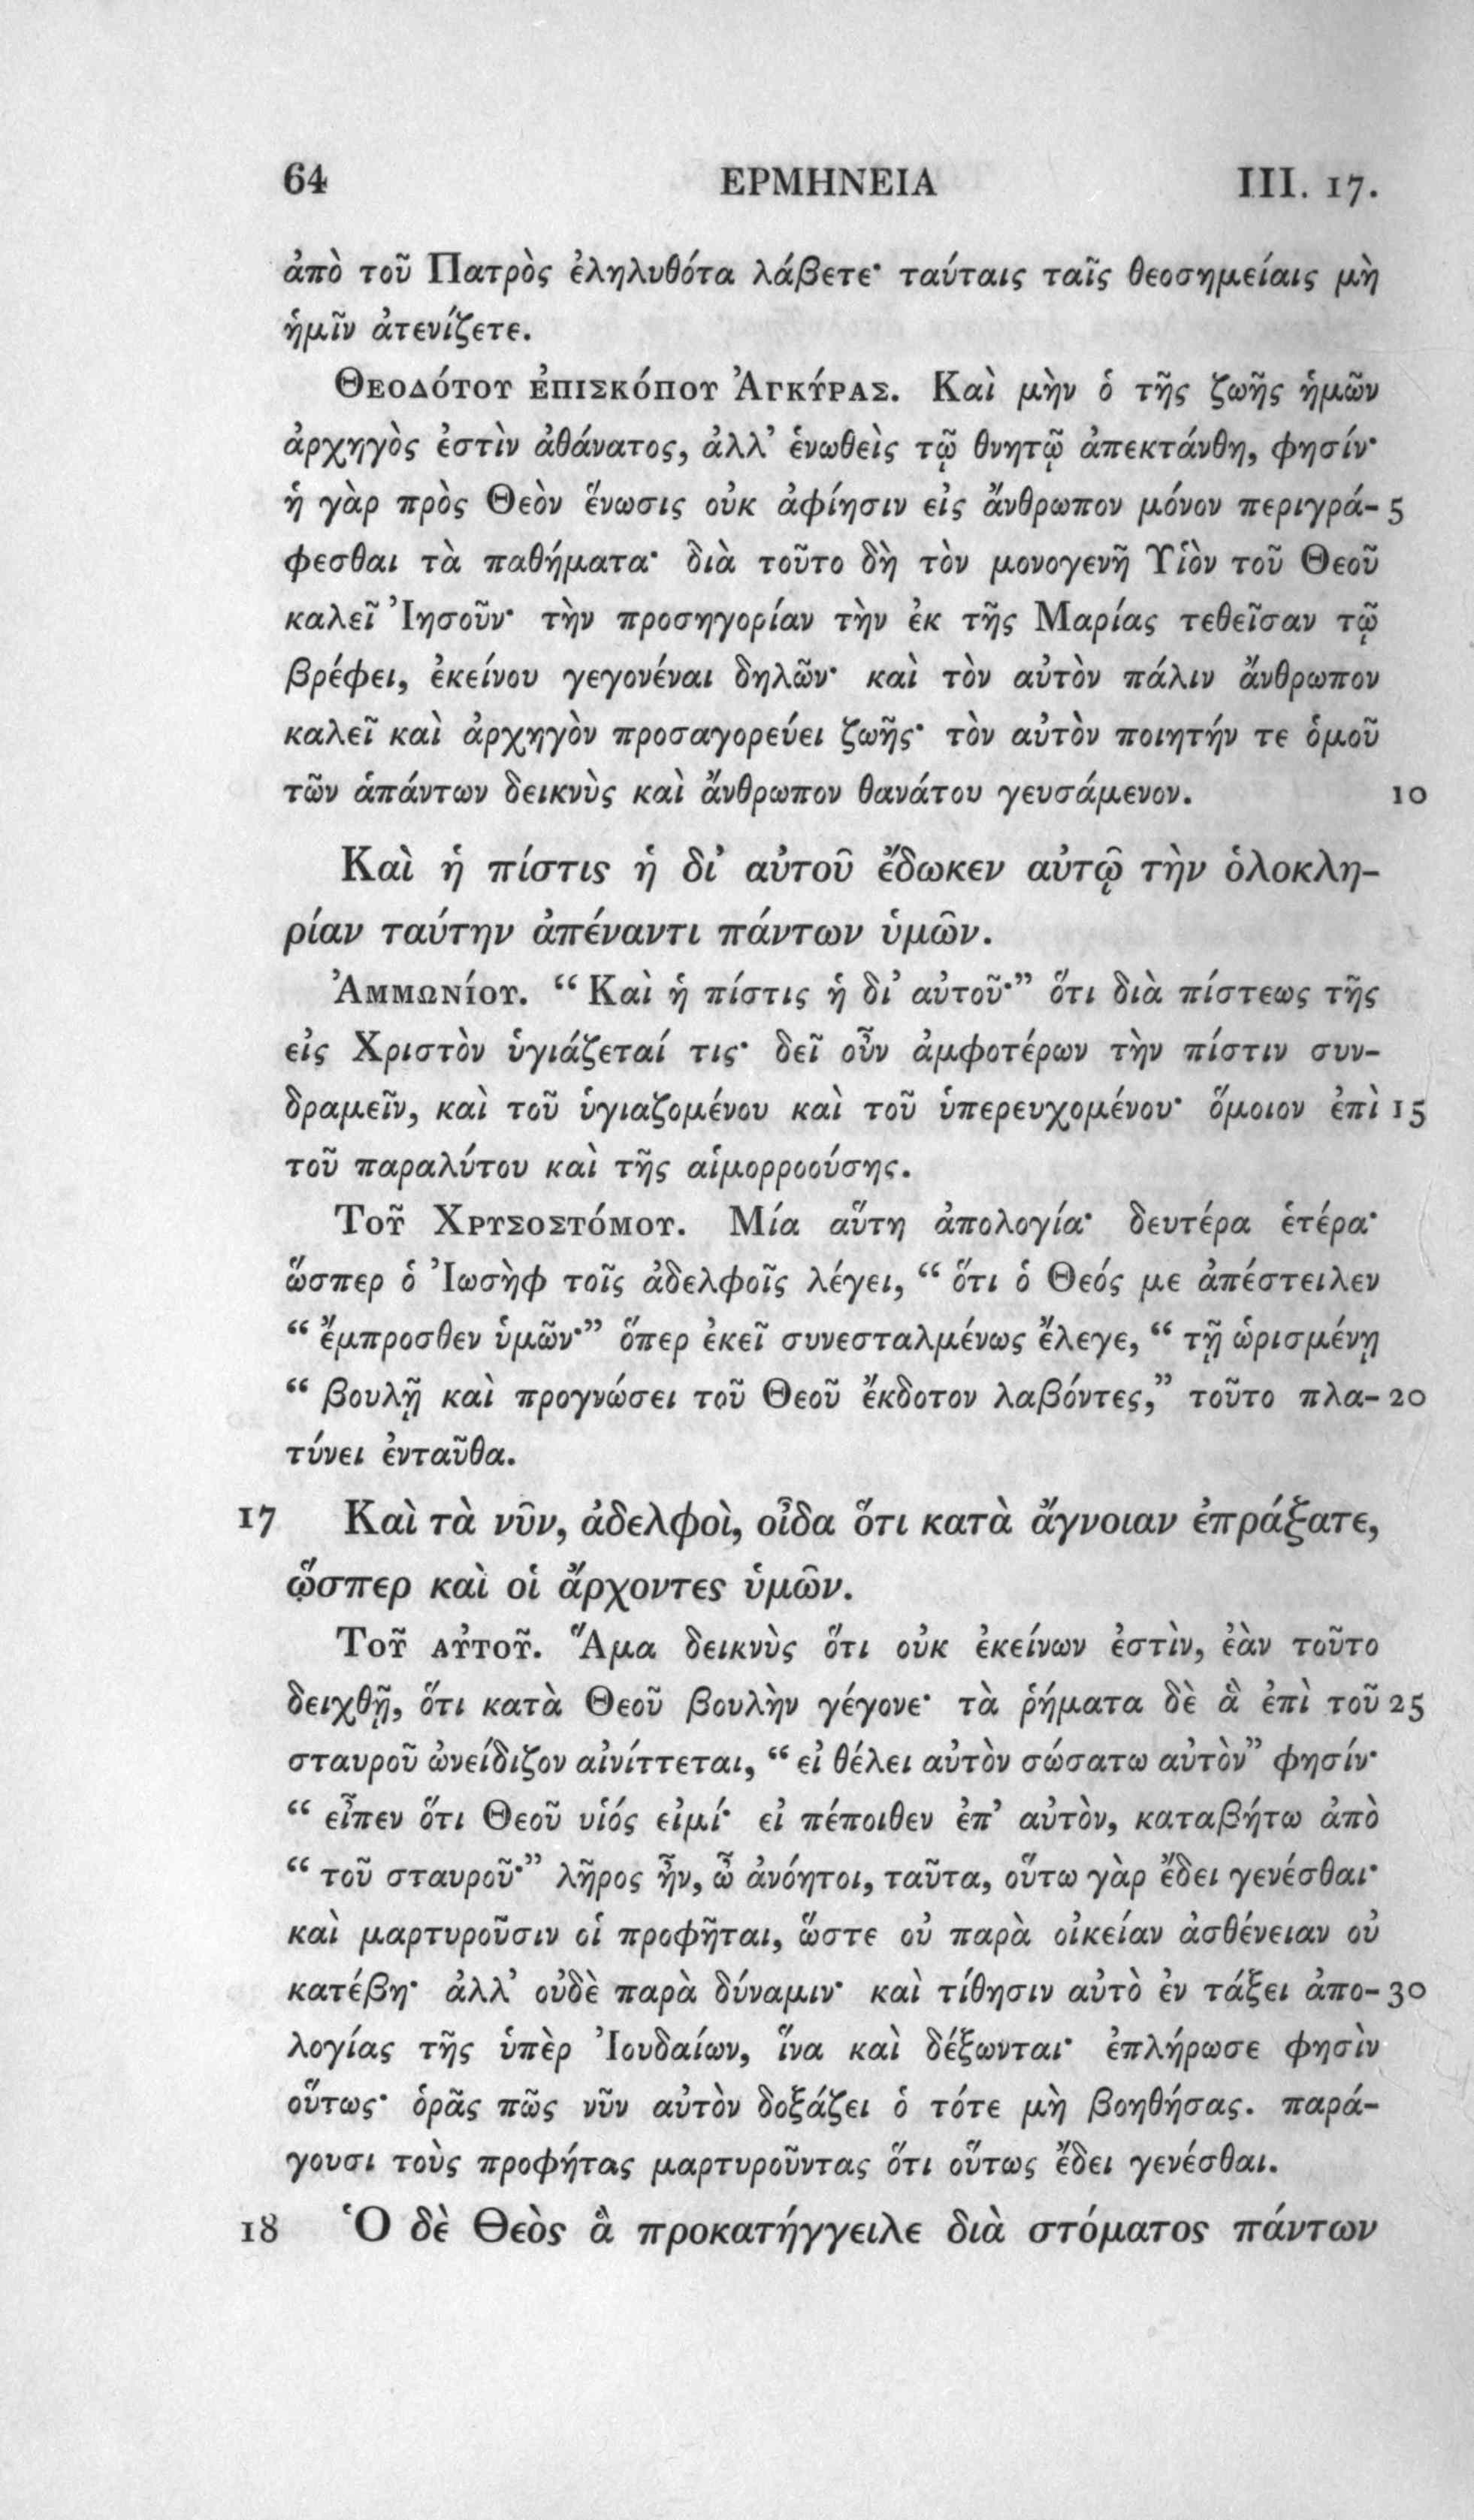 64 ΕΡΜΗΝΕΙΑ III. 17.
ἀπὸ τοῦ Πατρὸς ἐληλυθότα λάβετε· ταύταις ταῖς θεοσημείαις μὴ
ἡμῖν ἀτενίζετε.
Θεοδότου ἐπισκόπου Ἀγκύρας. Καὶ μὴν ὁ τῆς ζωῆς ἡμῶν
ἀρχηγὸς ἐστὶν ἀθάνατος, ἀλλ’ ἑνωθεὶς τῷ θνητῷ ἀπεκτάνθη, φησίν·
ἡ γὰρ πρὸς Θεὸν ἕνωσις οὐκ ἀφίησιν εἰς ἄνθρωπον μόνον περιγρά- 5
φεσθαι τὰ παθήματα· διὰ τοῦτο δὴ τὸν μονογενῆ Υἱὸν τοῦ Θεοῦ
καλεῖ Ἰησοῦν· τὴν προσηγορίαν τὴν ἐκ τῆς Μαρίας τεθεῖσαν τῷ
βρέφει, ἐκείνου γεγονέναι δηλῶν· καὶ τὸν αὐτὸν πάλιν ἄνθρωπον
καλεῖ καὶ ἀρχηγὸν προσαγορεύει ζωῆς· τὸν αὐτὸν ποιητήν τε ὁμοῦ
τῶν ἁπάντων δεικνὺς καὶ ἄνθρωπον θανάτου γευσάμενον. 10
Καὶ ἡ πίστις ἡ δι’ αὐτοῦ ἔδωκεν αὐτῷ τὴν ὁλοκλη-
ρίαν ταύτην ἀπέναντι πάντων ὑμῶν.
Ἀμμωνίου. “ Καὶ ἡ πίστις ἡ δι’ αὐτοῦ·” ὅτι διὰ πίστεως τῆς
εἰς Χριστὸν ὑγιάζεταί τις· δεῖ οὖν ἀμφοτέρων τὴν πίστιν συν-
δραμεῖν, καὶ τοῦ ὑγιαζομένου καὶ τοῦ ὑπερευχομένου· ὅμοιον ἐπὶ 15
τοῦ παραλύτου καὶ τῆς αἱμορροούσης.
Τοῦ Χρυσοστόμου. Μία αὕτη ἀπολογία· δευτέρα ἑτέρα·
ὥσπερ ὁ Ἰωσὴφ τοῖς ἀδελφοῖς λέγει, “ ὅτι ὁ Θεός με ἀπέστειλεν
“ ἔμπροσθεν ὑμῶν·” ὅπερ ἐκεῖ συνεσταλμένως ἔλεγε, “ τῇ ὡρισμένῃ
“ βουλῇ καὶ προγνώσει τοῦ Θεοῦ ἔκδοτον λαβόντες,” τοῦτο πλα- 20
τύνει ἐνταῦθα.
17 Καὶ τὰ νῦν, ἀδελφοὶ, οἶδα ὅτι κατὰ ἄγνοιαν ἐπράξατε,
ᾥσπερ καὶ οἱ ἄρχοντες ὑμῶν.
Τοῦ αὐτοῦ. Ἅμα δεικνὺς ὅτι οὐκ ἐκείνων ἐστὶν, ἐὰν τοῦτο
δειχθῇ, ὅτι κατὰ Θεοῦ βουλὴν γέγονε· τὰ ῥήματα δὲ ἃ ἐπὶ τοῦ 25
σταυροῦ ὠνείδιζον αἰνίττεται, “ εἰ θέλει αὐτὸν σώσατω αὐτὸν” φησίν·
“ εἶπεν ὅτι Θεοῦ υἱός εἰμί· εἰ πέποιθεν ἐπ’ αὐτὸν, καταβήτω ἀπὸ
“ τοῦ σταυροῦ·” λῆρος ἦν, ὦ ἀνόητοι, ταῦτα, οὕτω γὰρ ἔδει γενέσθαι·
καὶ μαρτυροῦσιν οἱ προφῆται, ὥστε οὐ παρὰ οἰκείαν ἀσθένειαν οὐ
κατέβη· ἀλλ’ οὐδὲ παρὰ δύναμιν· καὶ τίθησιν αὐτὸ ἐν τάξει ἀπο- 30
λογίας τῆς ὑπὲρ Ἰουδαίων, ἵνα καὶ δέξωνται· ἐπλήρωσε φησὶν
οὕτως· ὁρᾶς πῶς νῦν αὐτὸν δοξάζει ὁ τότε μὴ βοηθήσας. παρά-
γουσι τοὺς προφήτας μαρτυροῦντας ὅτι οὕτως ἔδει γενέσθαι.
18 Ὁ δὲ Θεὸς ἃ προκατήγγειλε διὰ στόματος πάντων